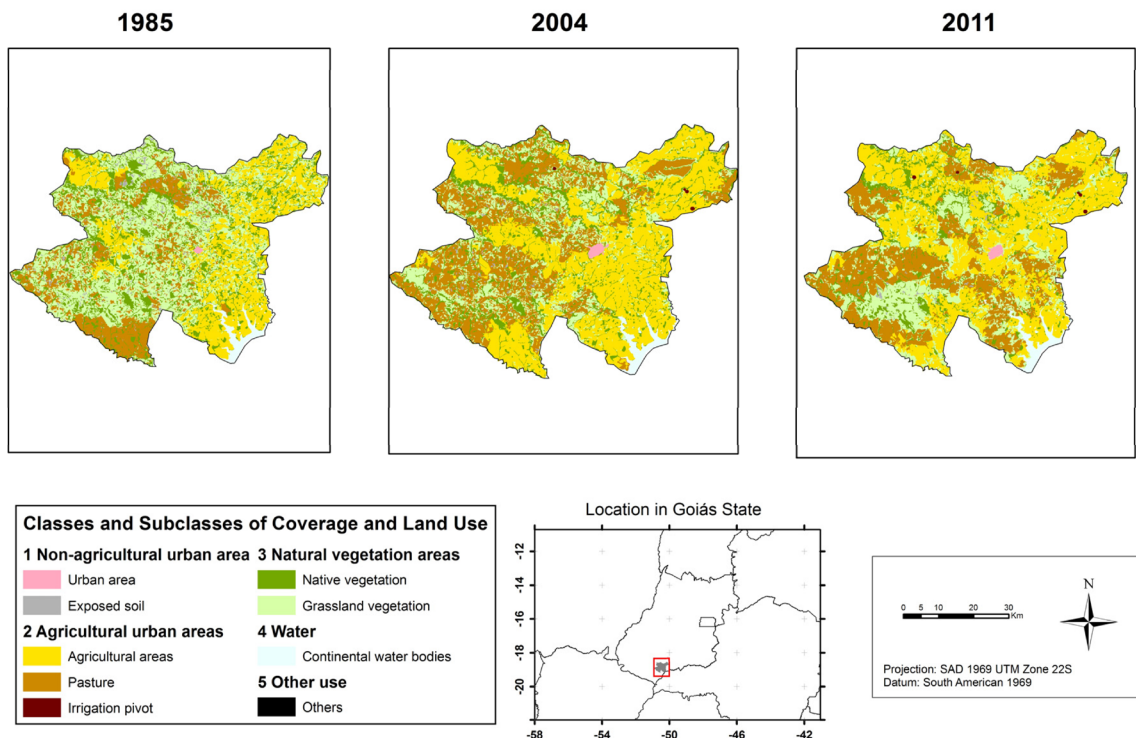 1985
2004
2011
Classes and Subclasses of Coverage and Land Use
1 Non-agricultural urban area
Urban area
Exposed soil
2 Agricultural urban areas
Agricultural areas
Pasture
Irrigation pivot
3 Natural vegetation areas
Native vegetation
Grassland vegetation
4 Water
Continental water bodies
5 Other use
Others
Location in Goiás State
-12
-14
-16
-18
-20
-58 -54 -50 -46 -42
0 5 10 20 30
Km
N
Projection: SAD 1969 UTM Zone 22S
Datum: South American 1969